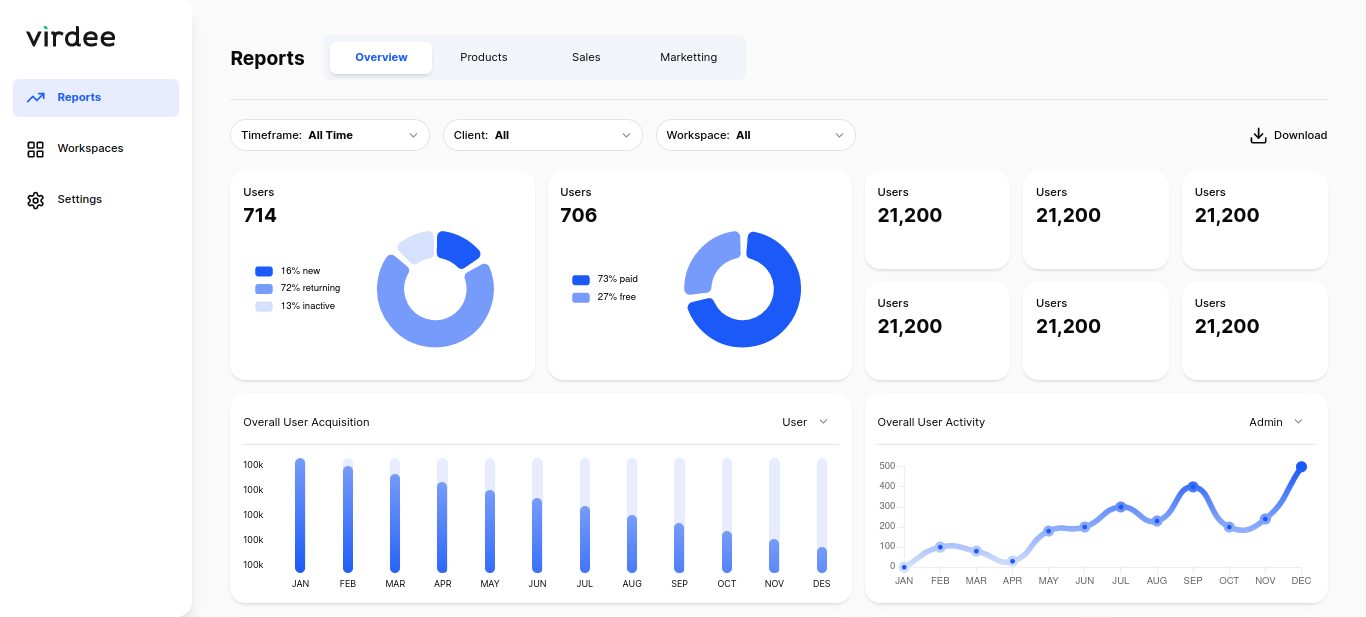 virdee
Reports
Workspaces
Settings
Reports
Overview
Products
Sales
Marketting
Timeframe: All Time
Client: All
Workspace: All
Download
Users
714
16% new
72% returning
13% inactive
Users
706
73% paid
27% free
Users
21,200
Users
21,200
Users
21,200
Users
21,200
Users
21,200
Users
21,200
Overall User Acquisition
User
100k
100k
100k
100k
100k
JAN FEB MAR APR MAY JUN JUL AUG SEP OCT NOV DES
Overall User Activity
Admin
500
400
300
200
100
0
JAN FEB MAR APR MAY JUN JUL AUG SEP OCT NOV DEC